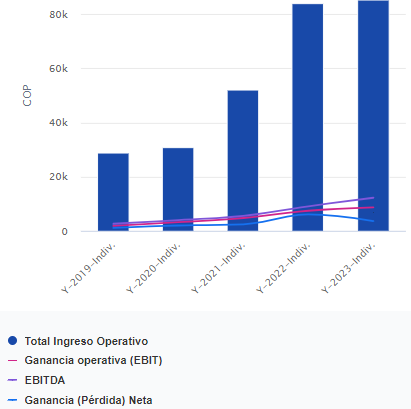 80k
60k
COP
40k
20k
0
Y-2019-Indiv.
Y-2020-Indiv.
Y-2021-Indiv.
Y-2022-Indiv.
Y-2023-Indiv.
Total Ingreso Operativo
Ganancia operativa (EBIT)
EBITDA
Ganancia (Pérdida) Neta